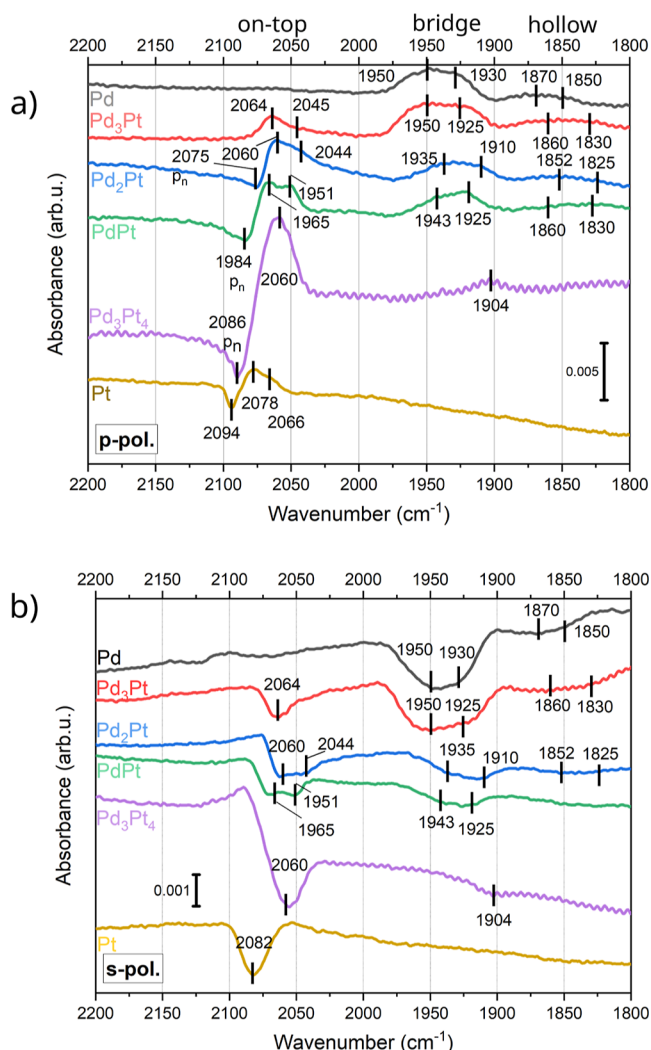 on-top bridge hollow
2200 2150 2100 2050 2000 1950 1900 1850 1800
a)
1950 1930 1870 1850
Pd
2064 2045
Pd3Pt
1950 1925 1860 1830
2060 2044
2075
pn
1935 1910 1852 1825
Pd2Pt
1951
1965
PdPt
1943 1925 1860 1830
1984
pn
2060
1904
2086
pn
Pd3Pt4
0.005
Pt
2078
2066
2094
p-pol.
Absorbance (arb.u.)
2200 2150 2100 2050 2000 1950 1900 1850 1800
Wavenumber (cm-1)
b)
2200 2150 2100 2050 2000 1950 1900 1850 1800
1870
1850
Pd
1950 1930
Pd3Pt
2064
1950 1925 1860 1830
Pd2Pt
2060 2044
1935 1910 1852 1825
PdPt
1951
1965
1943 1925
Pd3Pt4
2060
0.001
1904
Pt
2082
s-pol.
Absorbance (arb.u.)
2200 2150 2100 2050 2000 1950 1900 1850 1800
Wavenumber (cm-1)